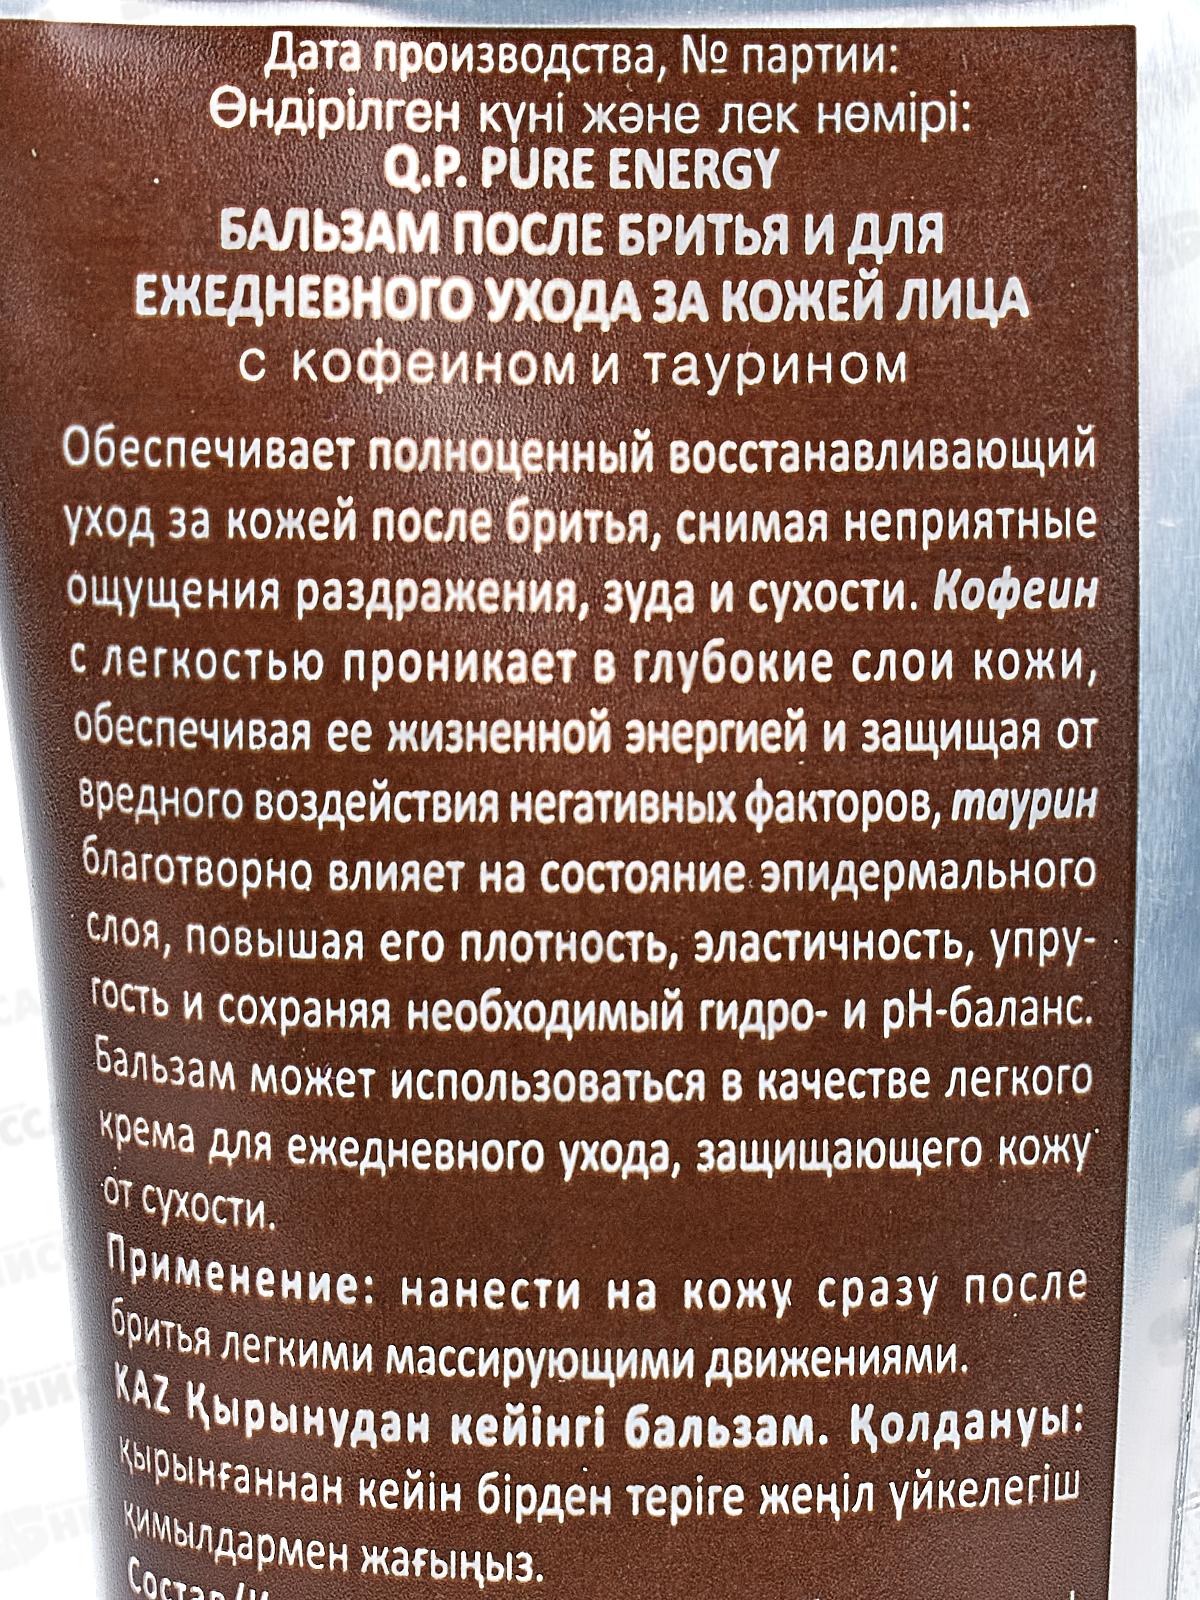 Дата производства, № партии:
Өндірілген күні және лек нөмірі:
Q.P. PURE ENERGY
БАЛЬЗАМ ПОСЛЕ БРИТЬЯ И ДЛЯ
ЕЖЕДНЕВНОГО УХОДА ЗА КОЖЕЙ ЛИЦА
с кофеином и таурином
Обеспечивает полноценный восстанавливающий
уход за кожей после бритья, снимая неприятные
ощущения раздражения, зуда и сухости. Кофеин
с легкостью проникает в глубокие слои кожи,
обеспечивая ее жизненной энергией и защищая от
вредного воздействия негативных факторов, таурин
благотворно влияет на состояние эпидермального
слоя, повышая его плотность, эластичность, упру-
гость и сохраняя необходимый гидро- и pH-баланс.
Бальзам может использоваться в качестве легкого
крема для ежедневного ухода, защищающего кожу
от сухости.
Применение: нанести на кожу сразу после
бритья легкими массирующими движениями.
KAZ Қырынудан кейінгі бальзам. Қолдануы:
қырынғаннан кейін бірден теріге жеңіл үйкелегіш
қимылдармен жағыңыз.
Состав/